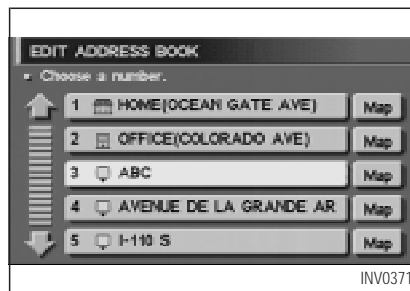 EDIT ADDRESS BOOK
Choose a number.
1 HOME[OCEAN GATE AVE] Map
2 OFFICE(COLORADO AVE) Map
3 ABC Map
4 AVENUE DE LA GRANDE AR Map
5 I-110 S Map
INV0371